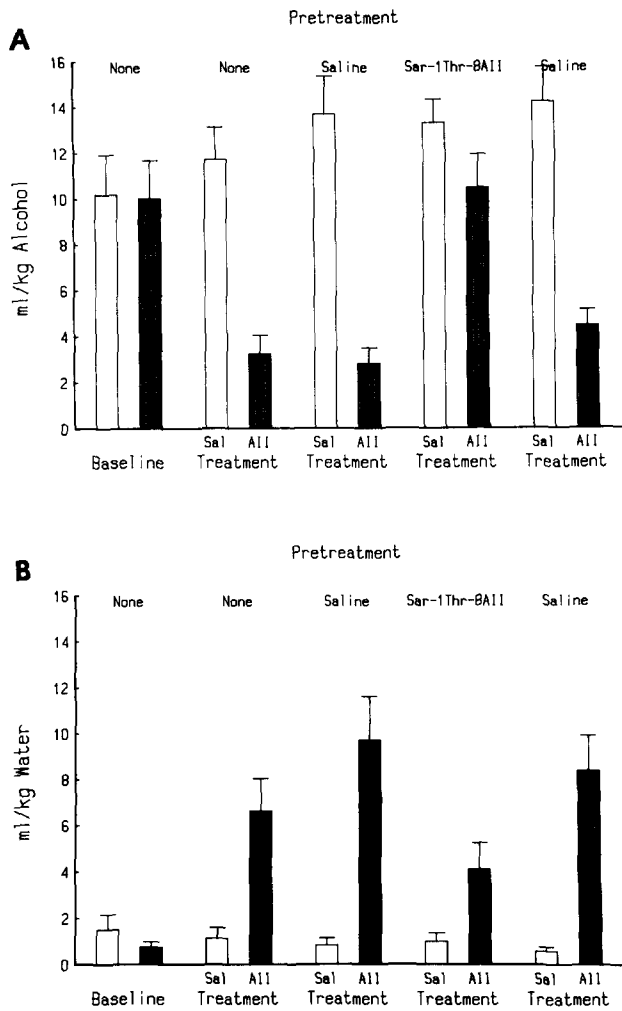 Pretreatment
A
None None Saline Sar-1Thr-8AII Saline
16
14
12
10
8
6
4
2
0
ml/kg Alcohol
Sal AII Sal AII Sal AII Sal AII
Baseline Treatment Treatment Treatment Treatment
Pretreatment
B
None None Saline Sar-1Thr-8AII Saline
16
14
12
10
8
6
4
2
0
ml/kg Water
Sal AII Sal AII Sal AII Sal AII
Baseline Treatment Treatment Treatment Treatment